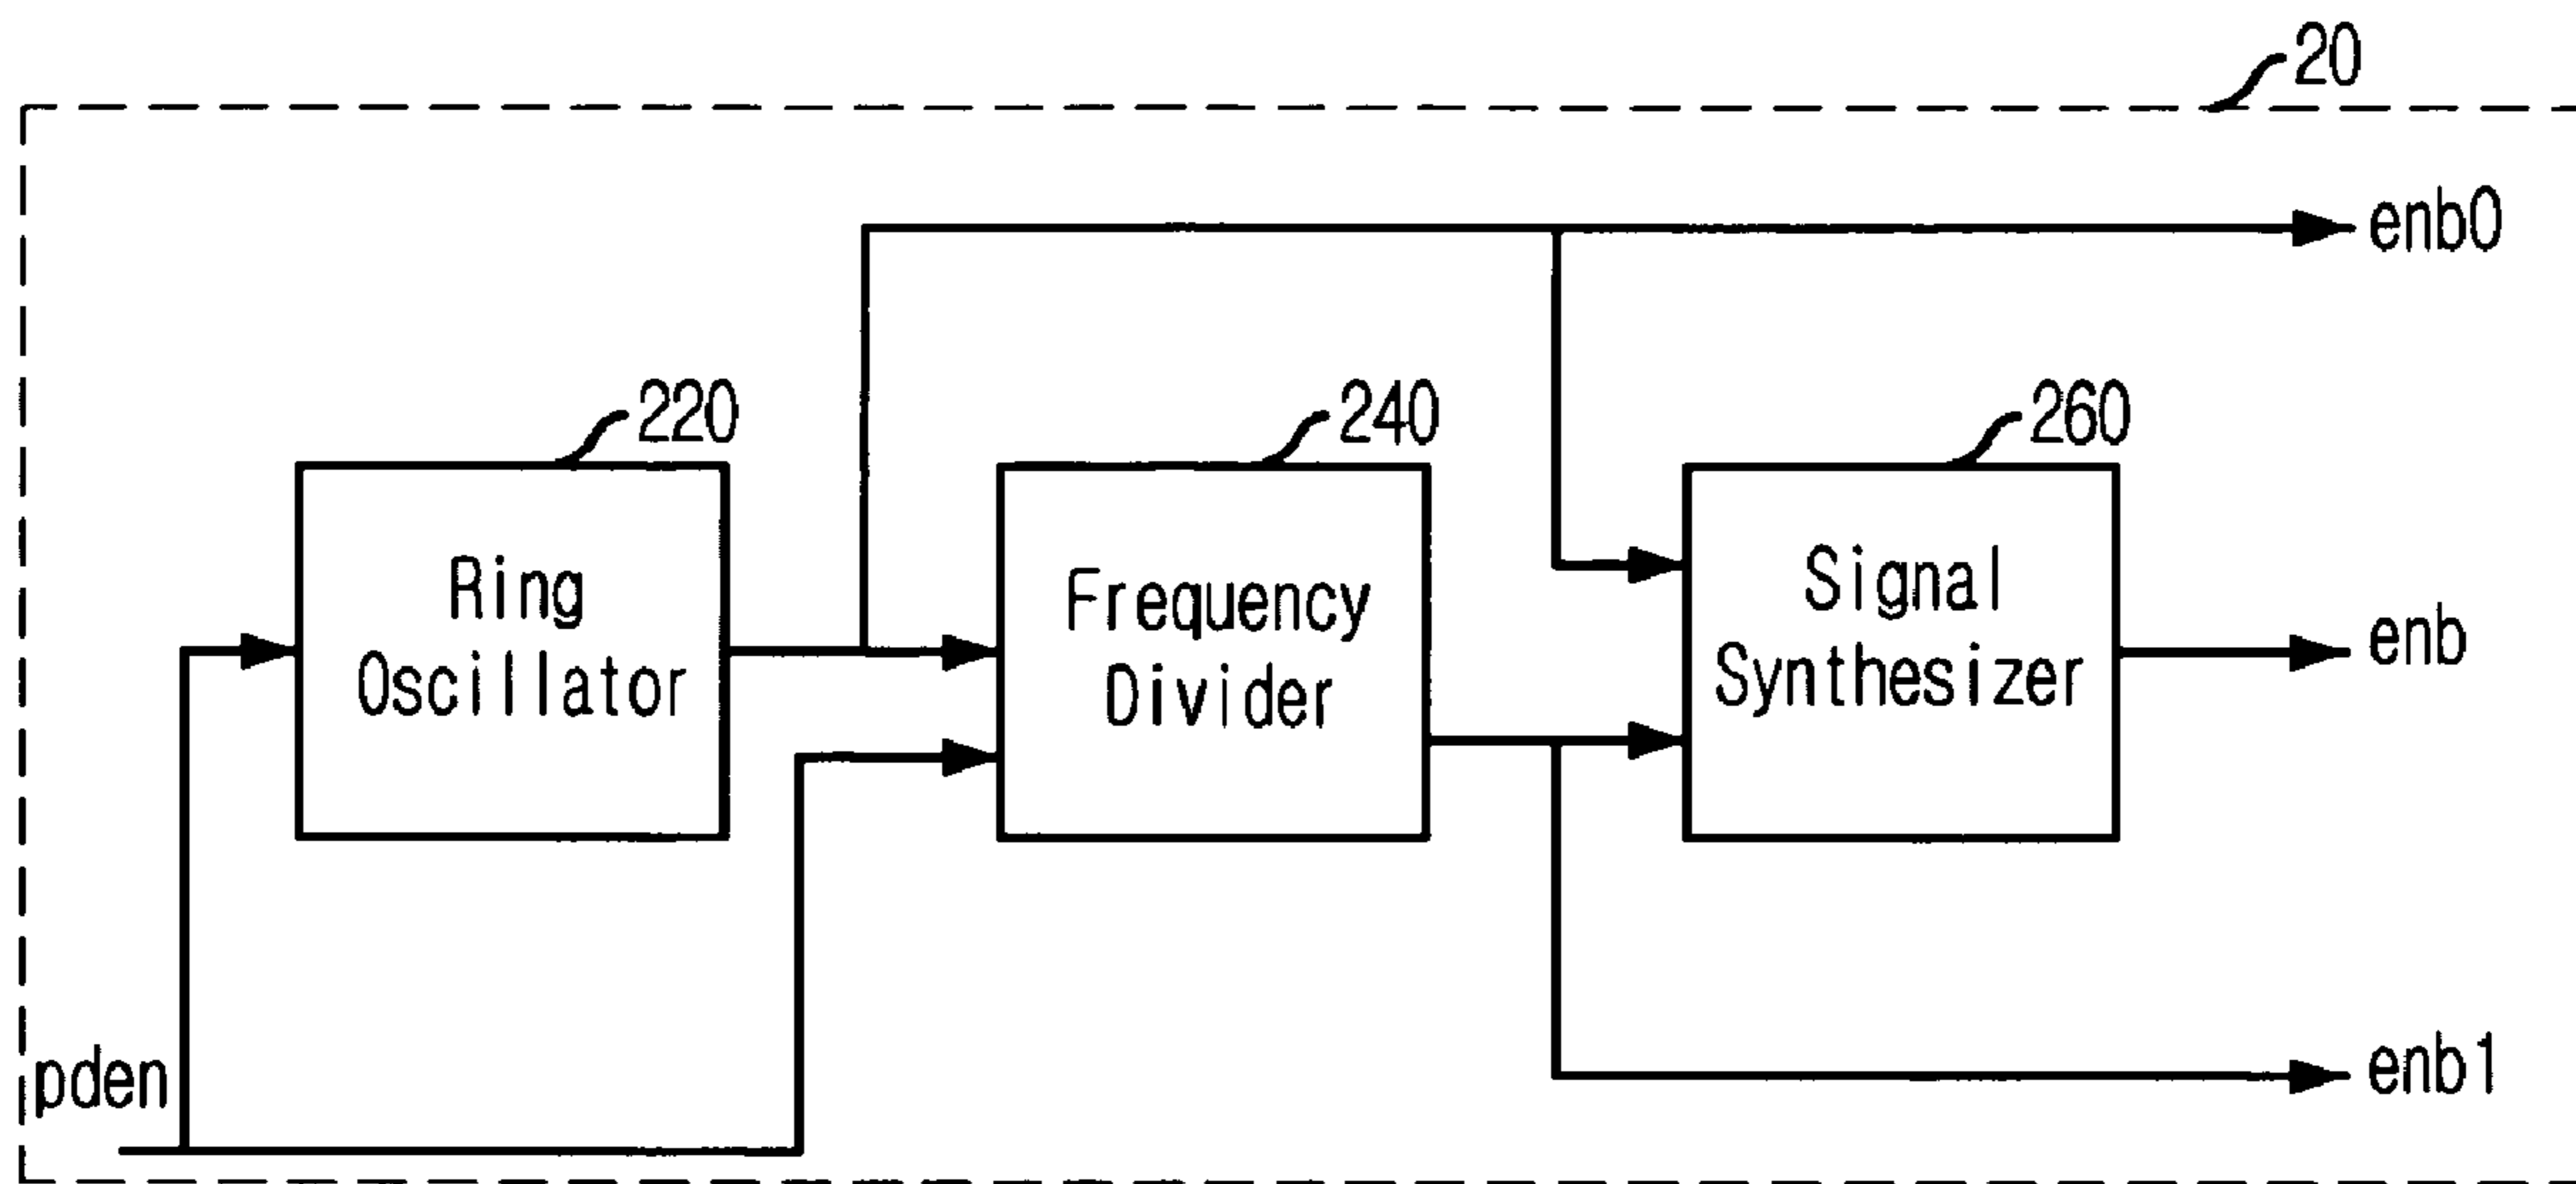 20
enb0
220
240
260
Ring
Oscillator
Frequency
Divider
Signal
Synthesizer
enb
pden
enb1